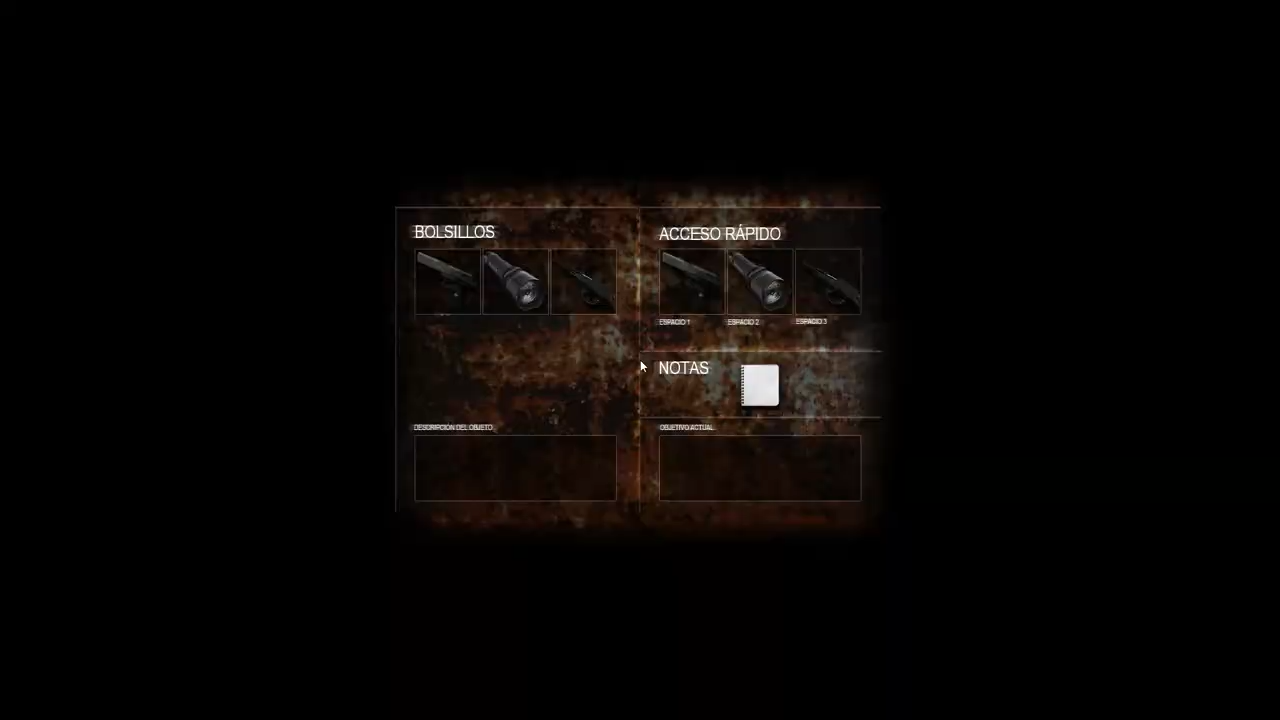 BOLSILLOS
ACCESO RÁPIDO
ESPACIO 1
ESPACIO 2
ESPACIO 3
NOTAS
DESCRIPCIÓN DEL OBJETO
OBJETIVO ACTUAL